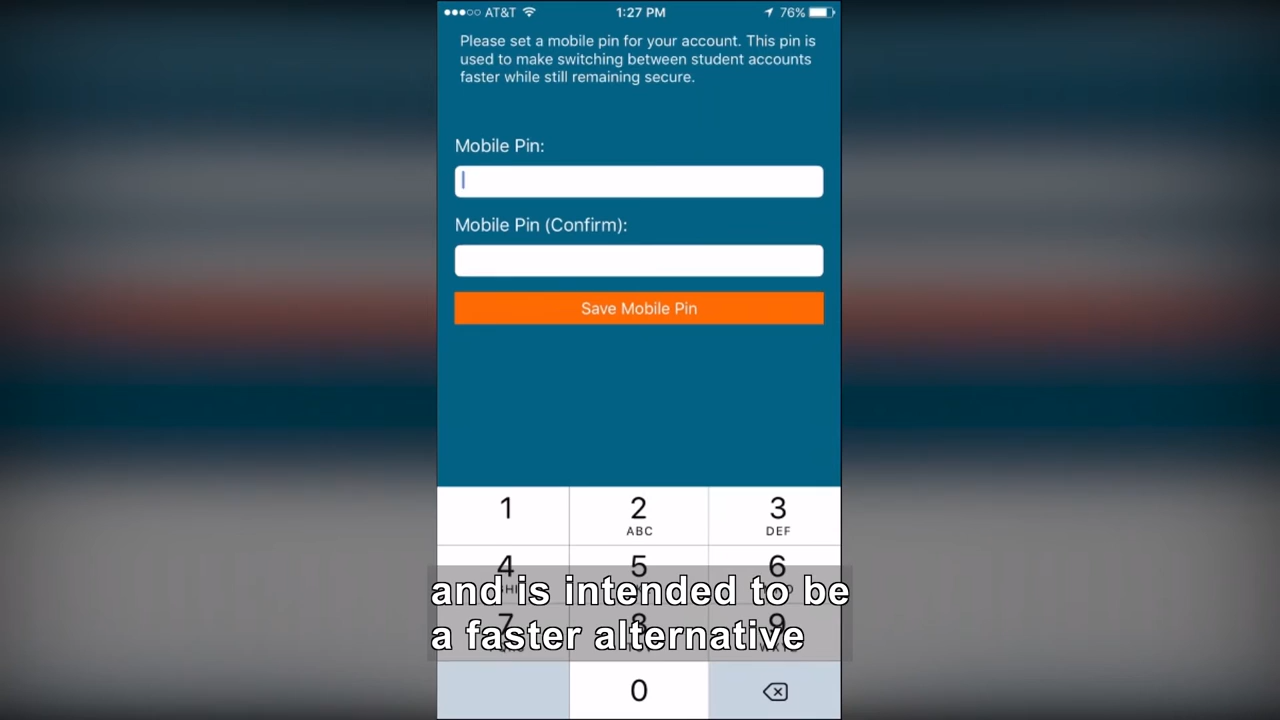 AT&T 1:27 PM 76%
Please set a mobile pin for your account. This pin is
used to make switching between student accounts
faster while still remaining secure.
Mobile Pin:
Mobile Pin (Confirm):
Save Mobile Pin
1 2 3
ABC DEF
4 5 6
and is intended to be
7 8 9
a faster alternative
0